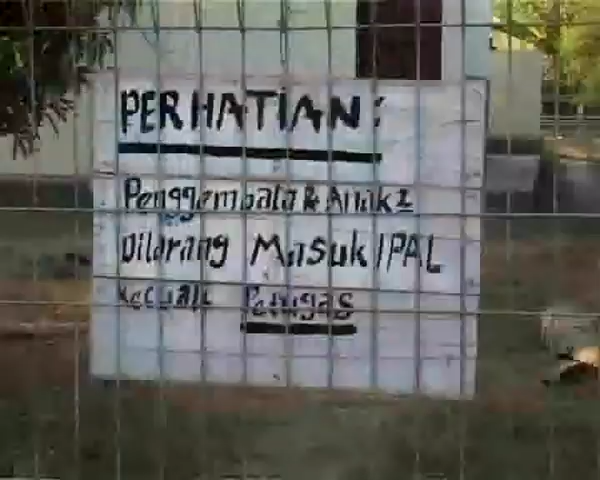 PERHATIAN:
Penggembala & Anak2
Dilarang Masuk IPAL
Kecuali Petugas